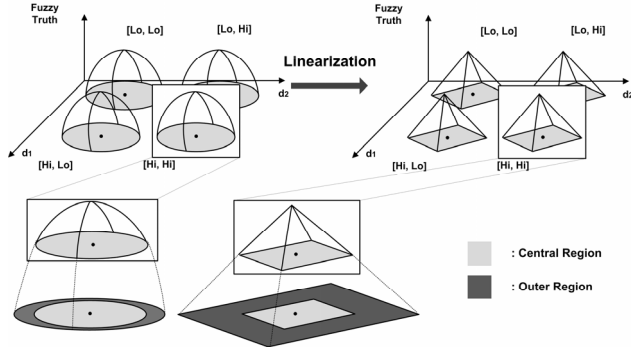 Fuzzy
Truth
[Lo, Lo]
[Lo, Hi]
d2
d1
[Hi, Lo]
[Hi, Hi]
Linearization
Fuzzy
Truth
[Lo, Lo]
[Lo, Hi]
d2
d1
[Hi, Lo]
[Hi, Hi]
: Central Region
: Outer Region